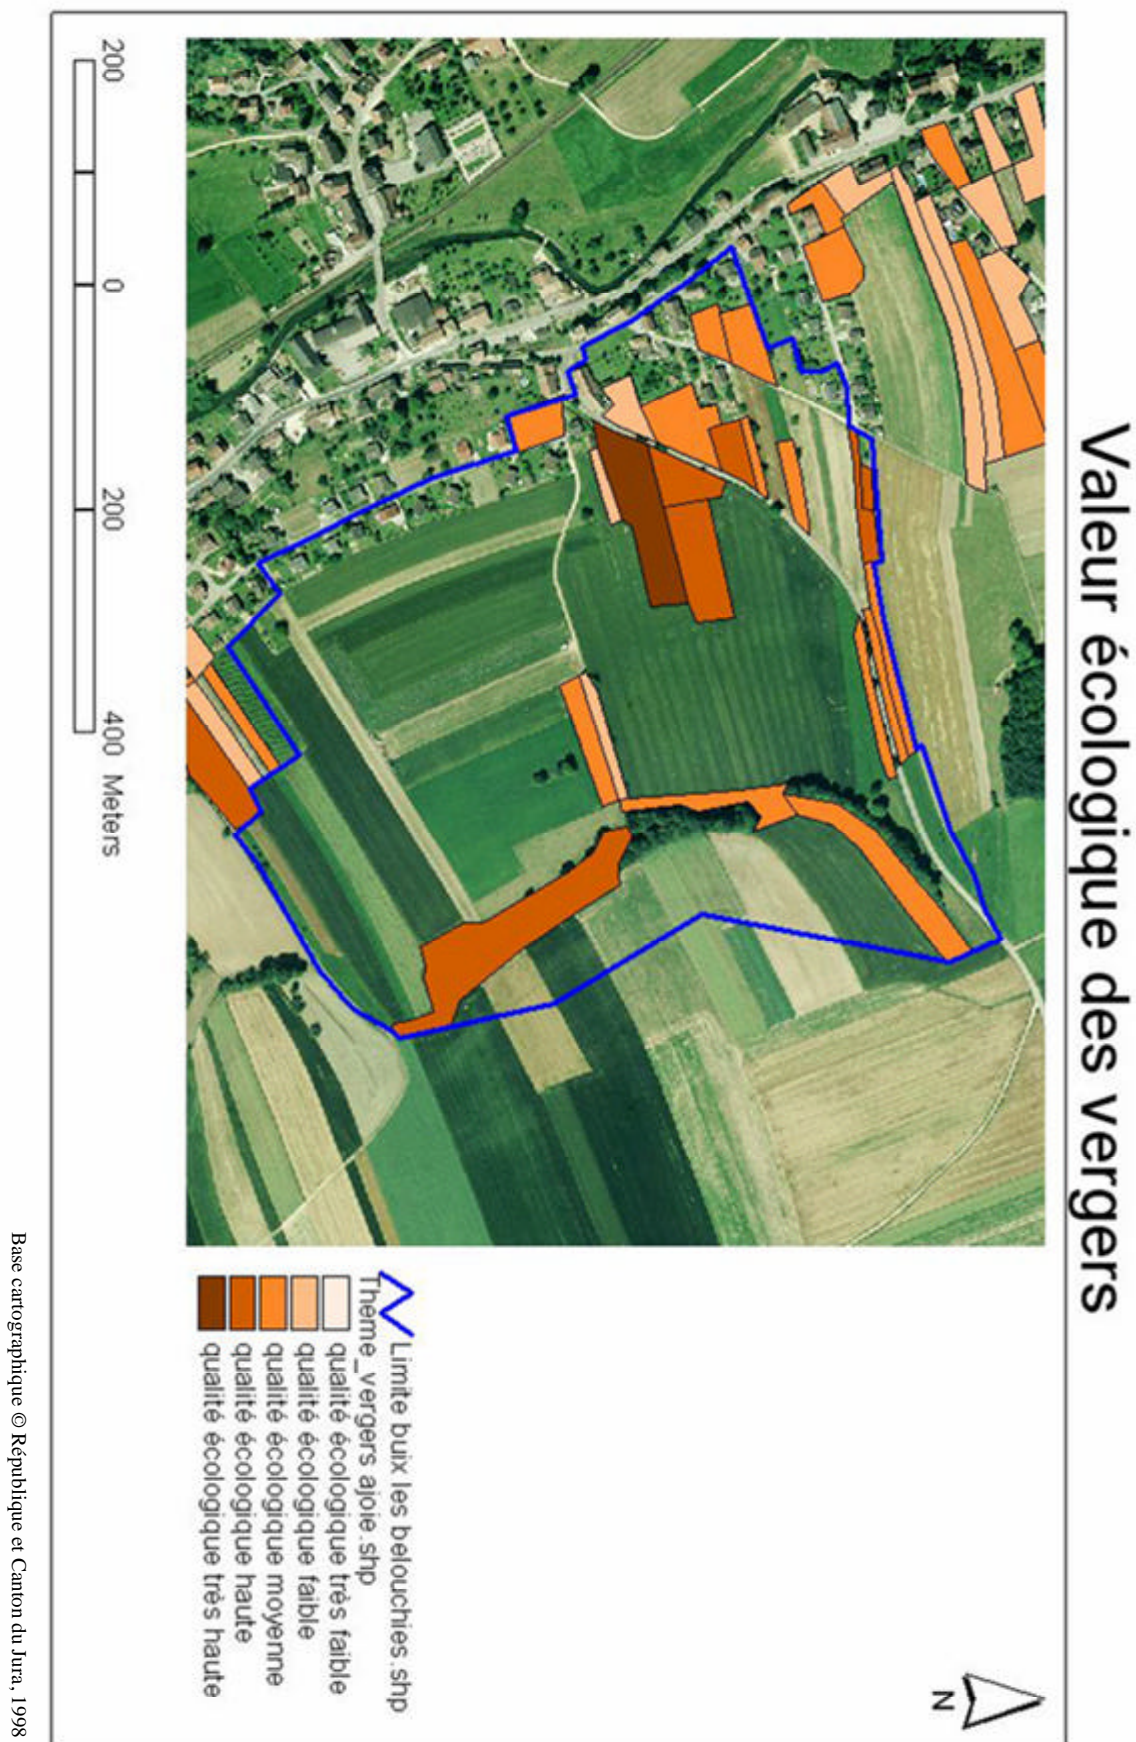 Valeur écologique des vergers
N
Limite buix les belouchies.shp
Theme_vergers ajoie.shp
qualité écologique très faible
qualité écologique faible
qualité écologique moyenne
qualité écologique haute
qualité écologique très haute
200 0 200 400 Meters
Base cartographique © République et Canton du Jura, 1998